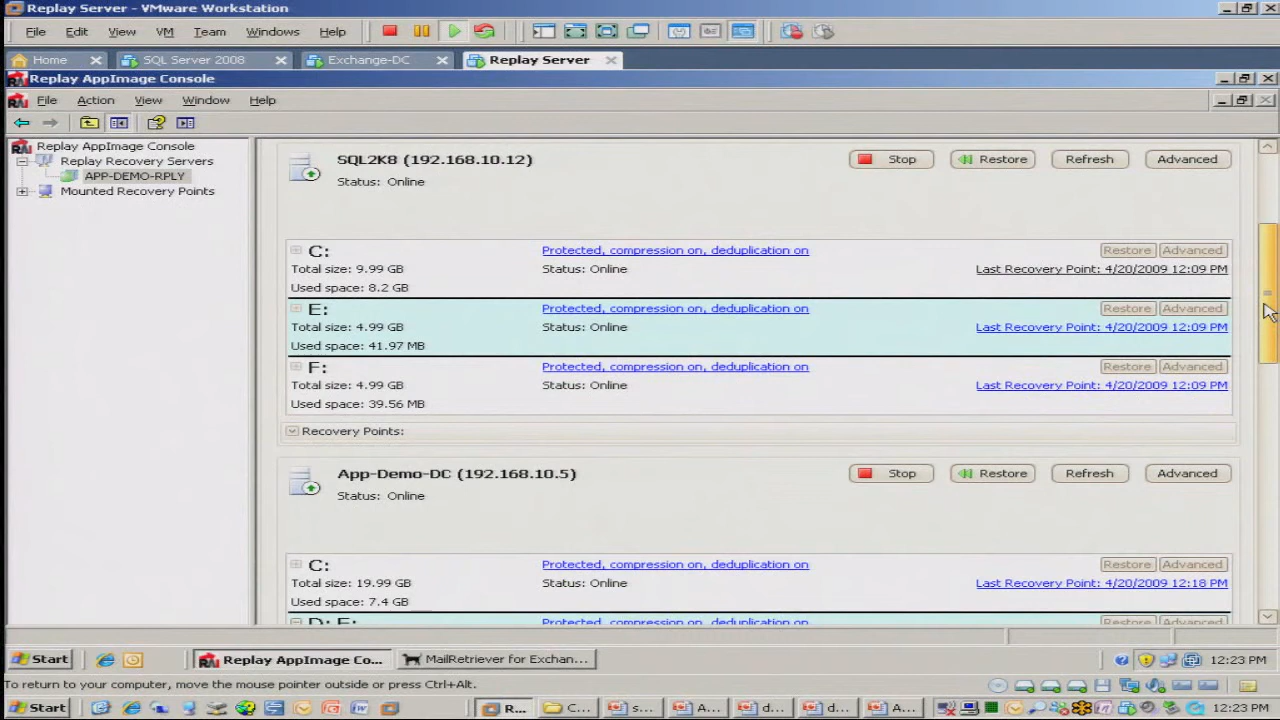 Replay Server - VMware Workstation
File Edit View VM Team Windows Help
Home SQL Server 2008 Exchange-DC Replay Server
Replay AppImage Console
File Action View Window Help
Replay AppImage Console
Replay Recovery Servers
APP-DEMO-RPLY
Mounted Recovery Points
SQL2K8 (192.168.10.12) Stop Restore Refresh Advanced
Status: Online
C: Protected, compression on, deduplication on Restore Advanced
Total size: 9.99 GB Status: Online Last Recovery Point: 4/20/2009 12:09 PM
Used space: 8.2 GB
E: Protected, compression on, deduplication on Restore Advanced
Total size: 4.99 GB Status: Online Last Recovery Point: 4/20/2009 12:09 PM
Used space: 41.97 MB
F: Protected, compression on, deduplication on Restore Advanced
Total size: 4.99 GB Status: Online Last Recovery Point: 4/20/2009 12:09 PM
Used space: 39.56 MB
Recovery Points:
App-Demo-DC (192.168.10.5) Stop Restore Refresh Advanced
Status: Online
C: Protected, compression on, deduplication on Restore Advanced
Total size: 19.99 GB Status: Online Last Recovery Point: 4/20/2009 12:18 PM
Used space: 7.4 GB
Protected, compression on, deduplication on Restore Advanced
Start Replay AppImage Co... MailRetriever for Exchan... 12:23 PM
To return to your computer, move the mouse pointer outside or press Ctrl+Alt.
Start R... C... s... A... d... d... A... 12:23 PM